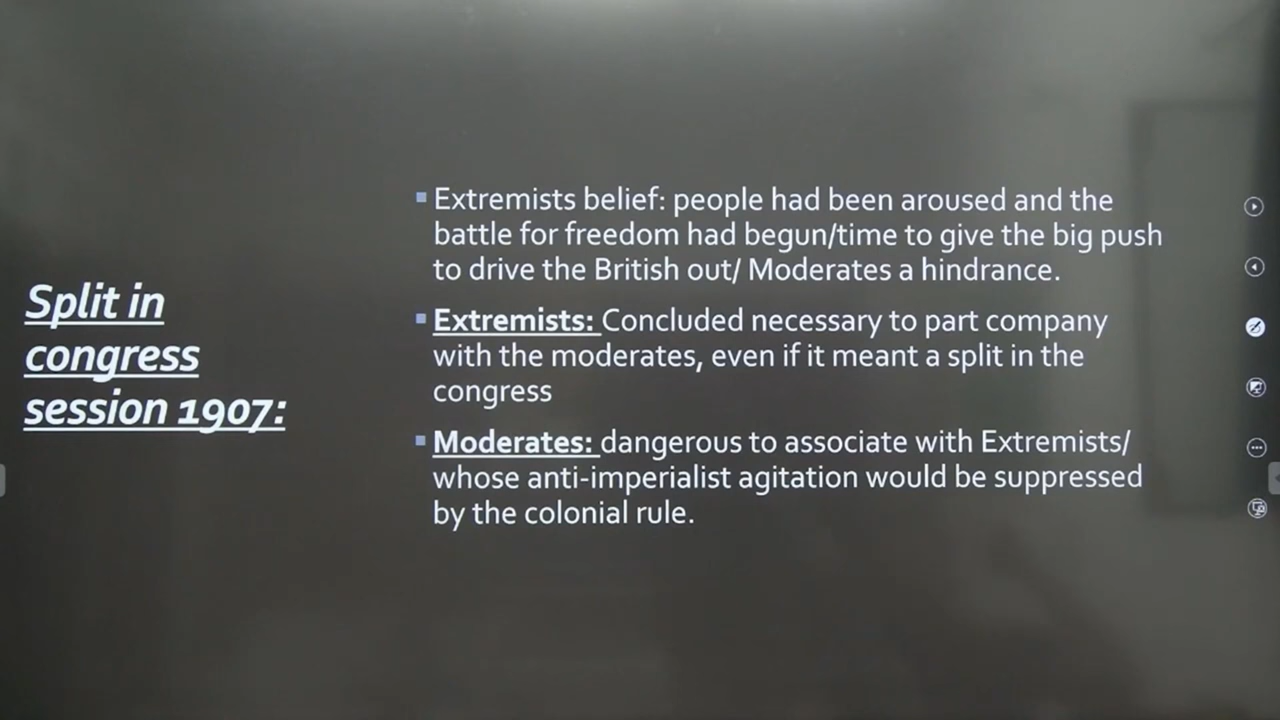 Split in
congress
session 1907:
Extremists belief: people had been aroused and the
battle for freedom had begun/time to give the big push
to drive the British out/ Moderates a hindrance.
Extremists: Concluded necessary to part company
with the moderates, even if it meant a split in the
congress
Moderates: dangerous to associate with Extremists/
whose anti-imperialist agitation would be suppressed
by the colonial rule.